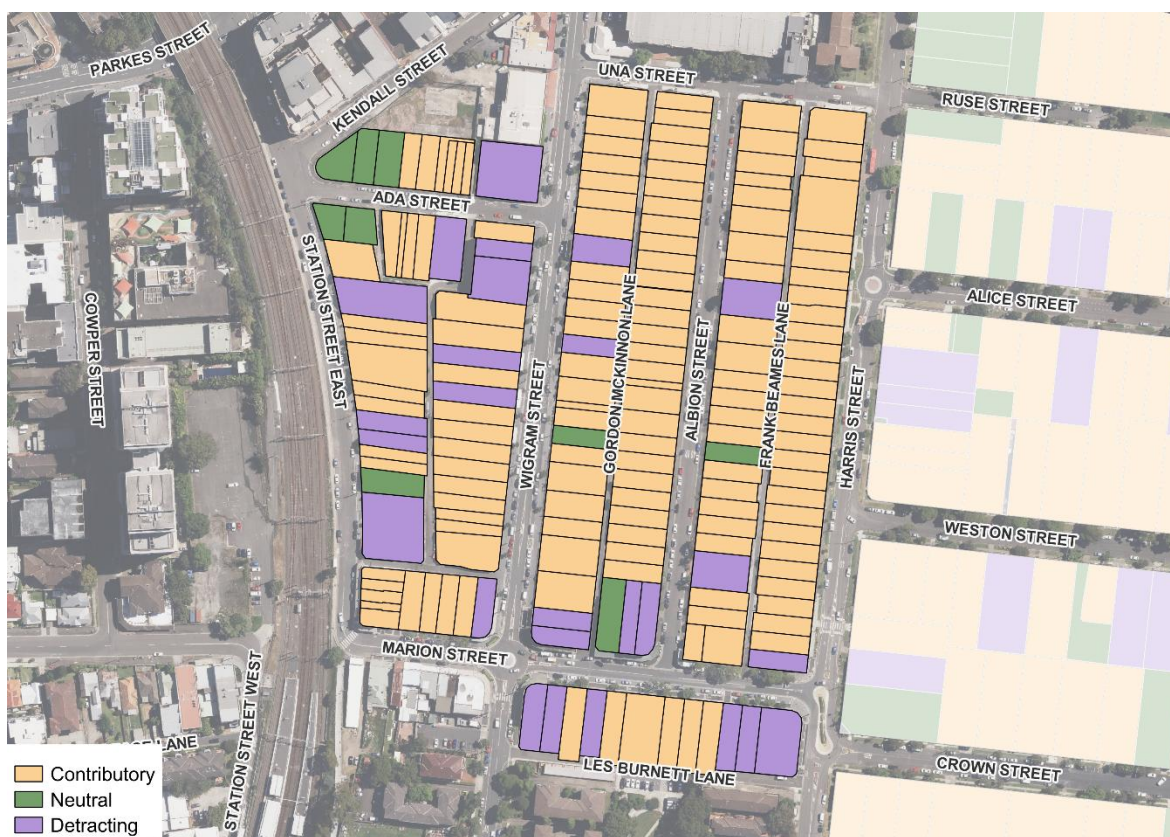 PARKES STREET
KENDALL STREET
UNA STREET
RUSE STREET
ADA STREET
STATION STREET EAST
COWPER STREET
WIGRAM STREET
GORDON MCKINNON LANE
ALBION STREET
FRANK BEAMES LANE
HARRIS STREET
ALICE STREET
WESTON STREET
MARION STREET
STATION STREET WEST
LANE
LES BURNETT LANE
CROWN STREET
Contributory
Neutral
Detracting